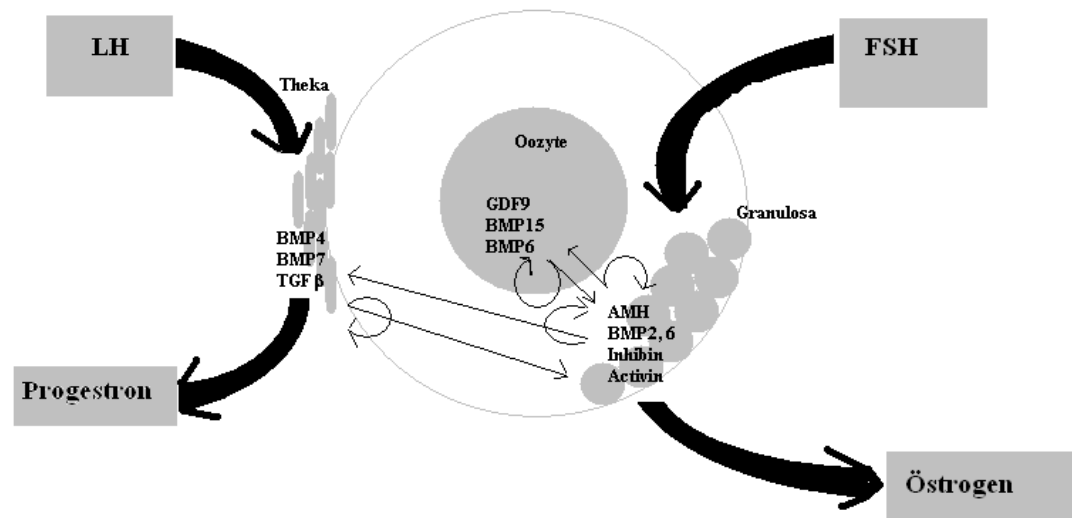 LH
FSH
Theka
Oozyte
GDF9
BMP15
BMP6
Granulosa
BMP4
BMP7
TGF β
AMH
BMP2, 6
Inhibin
Activin
Progestron
Östrogen